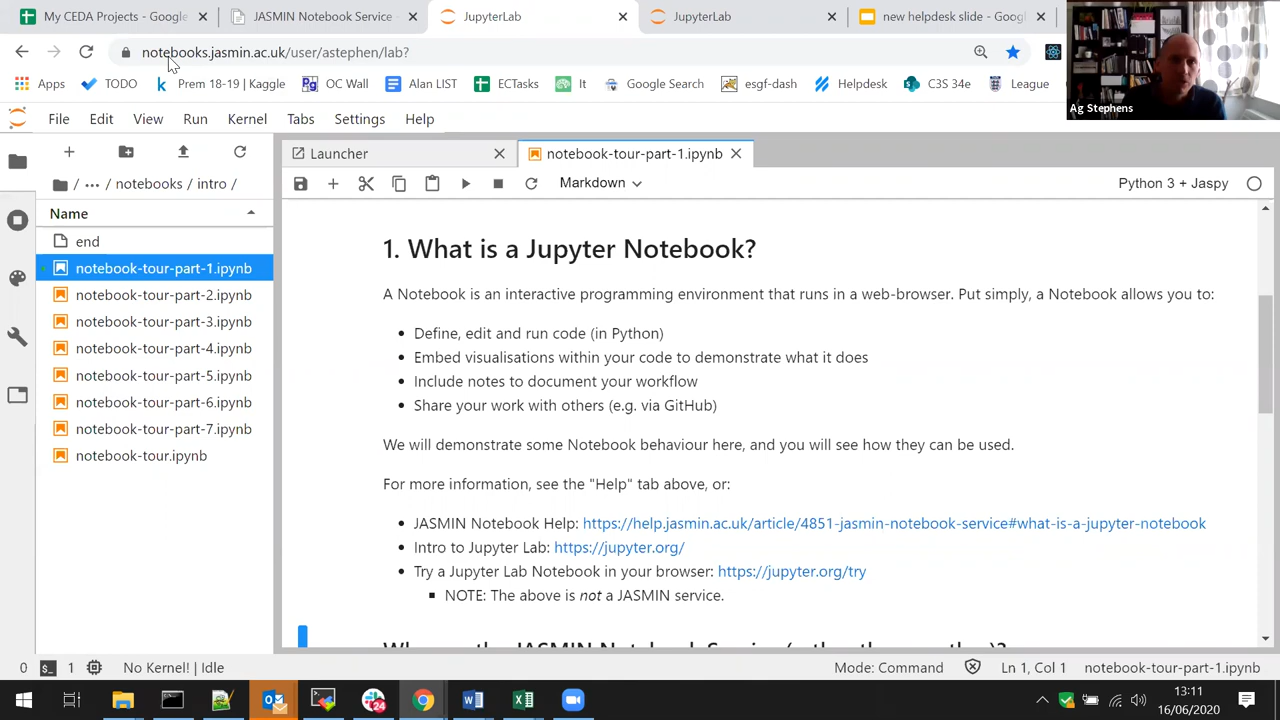 My CEDA Projects - Google
JASMIN Notebook Service
JupyterLab
JupyterLab
new helpdesk slide - Googl
notebooks.jasmin.ac.uk/user/astephen/lab?
Apps
TODO
Prem 18-19 | Kaggle
OC Wall
Alan LIST
ECTasks
It
Google Search
esgf-dash
Helpdesk
C3S 34e
League
Ag Stephens
File Edit View Run Kernel Tabs Settings Help
Launcher
notebook-tour-part-1.ipynb
/ ... / notebooks / intro /
Markdown
Python 3 + Jaspy
Name
end
notebook-tour-part-1.ipynb
notebook-tour-part-2.ipynb
notebook-tour-part-3.ipynb
notebook-tour-part-4.ipynb
notebook-tour-part-5.ipynb
notebook-tour-part-6.ipynb
notebook-tour-part-7.ipynb
notebook-tour.ipynb
1. What is a Jupyter Notebook?
A Notebook is an interactive programming environment that runs in a web-browser. Put simply, a Notebook allows you to:
• Define, edit and run code (in Python)
• Embed visualisations within your code to demonstrate what it does
• Include notes to document your workflow
• Share your work with others (e.g. via GitHub)
We will demonstrate some Notebook behaviour here, and you will see how they can be used.
For more information, see the "Help" tab above, or:
• JASMIN Notebook Help: https://help.jasmin.ac.uk/article/4851-jasmin-notebook-service#what-is-a-jupyter-notebook
• Intro to Jupyter Lab: https://jupyter.org/
• Try a Jupyter Lab Notebook in your browser: https://jupyter.org/try
▪ NOTE: The above is not a JASMIN service.
0 1 No Kernel! | Idle
Mode: Command
Ln 1, Col 1
notebook-tour-part-1.ipynb
24
13:11
16/06/2020